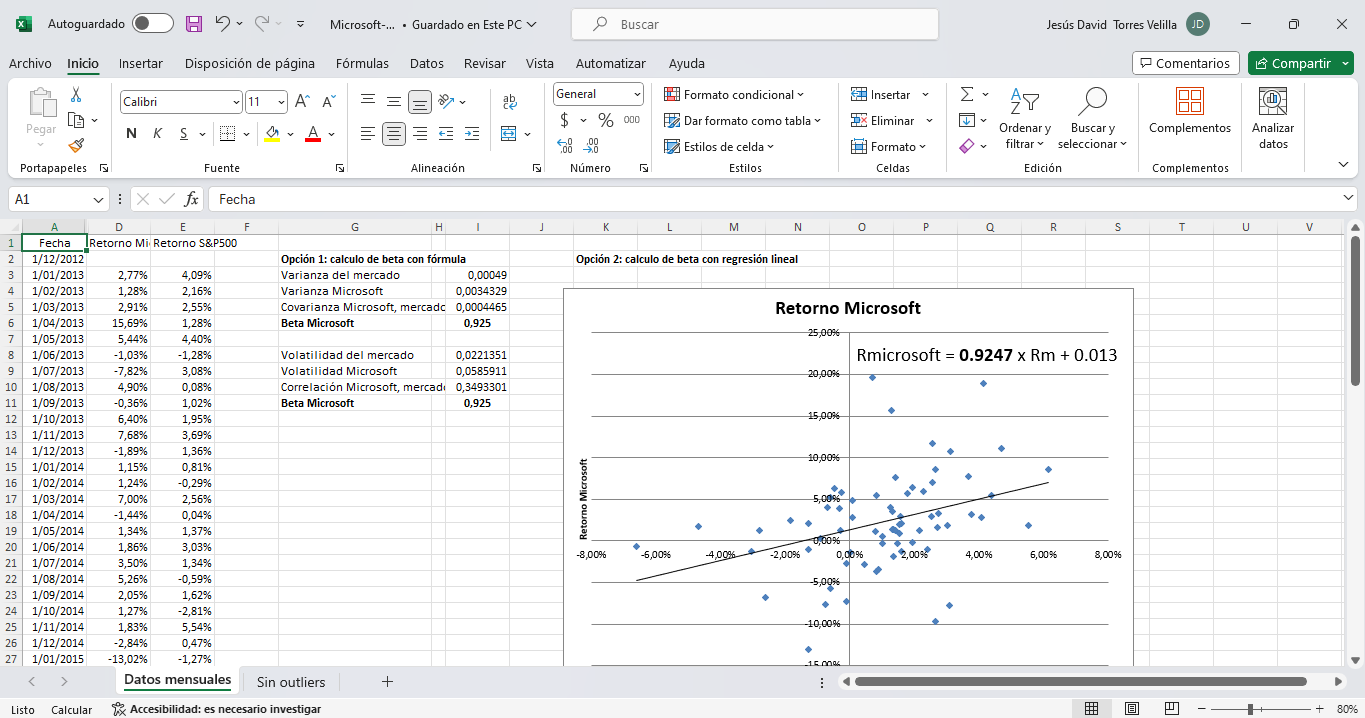 Autoguardado Microsoft-... • Guardado en Este PC Buscar Jesús David Torres Velilla JD
Archivo Inicio Insertar Disposición de página Fórmulas Datos Revisar Vista Automatizar Ayuda Comentarios Compartir
Pegar
Portapapeles
Calibri 11
N K S
Fuente
Alineación
General
$ % 000
Número
Formato condicional
Dar formato como tabla
Estilos de celda
Estilos
Insertar
Eliminar
Formato
Celdas
Ordenar y filtrar
Buscar y seleccionar
Edición
Complementos
Complementos
Analizar datos
A1 fx Fecha
A D E F G H I J K L M N O P Q R S T U V
1 Fecha Retorno Mi Retorno S&P500
2 1/12/2012 Opción 1: calculo de beta con fórmula Opción 2: calculo de beta con regresión lineal
3 1/01/2013 2,77% 4,09% Varianza del mercado 0,00049
4 1/02/2013 1,28% 2,16% Varianza Microsoft 0,0034329
5 1/03/2013 2,91% 2,55% Covarianza Microsoft, mercado 0,0004465
6 1/04/2013 15,69% 1,28% Beta Microsoft 0,925
7 1/05/2013 5,44% 4,40%
8 1/06/2013 -1,03% -1,28% Volatilidad del mercado 0,0221351
9 1/07/2013 -7,82% 3,08% Volatilidad Microsoft 0,0585911
10 1/08/2013 4,90% 0,08% Correlación Microsoft, mercado 0,3493301
11 1/09/2013 -0,36% 1,02% Beta Microsoft 0,925
12 1/10/2013 6,40% 1,95%
13 1/11/2013 7,68% 3,69%
14 1/12/2013 -1,89% 1,36%
15 1/01/2014 1,15% 0,81%
16 1/02/2014 1,24% -0,29%
17 1/03/2014 7,00% 2,56%
18 1/04/2014 -1,44% 0,04%
19 1/05/2014 1,34% 1,37%
20 1/06/2014 1,86% 3,03%
21 1/07/2014 3,50% 1,34%
22 1/08/2014 5,26% -0,59%
23 1/09/2014 2,05% 1,62%
24 1/10/2014 1,27% -2,81%
25 1/11/2014 1,83% 5,54%
26 1/12/2014 -2,84% 0,47%
27 1/01/2015 -13,02% -1,27%
Retorno Microsoft
Rmicrosoft = 0.9247 x Rm + 0.013
Retorno Microsoft
25,00%
20,00%
15,00%
10,00%
5,00%
0,00%
-8,00% -6,00% -4,00% -2,00% 0,00% 2,00% 4,00% 6,00% 8,00%
-5,00%
-10,00%
-15,00%
Datos mensuales Sin outliers
Listo Calcular Accesibilidad: es necesario investigar 80%